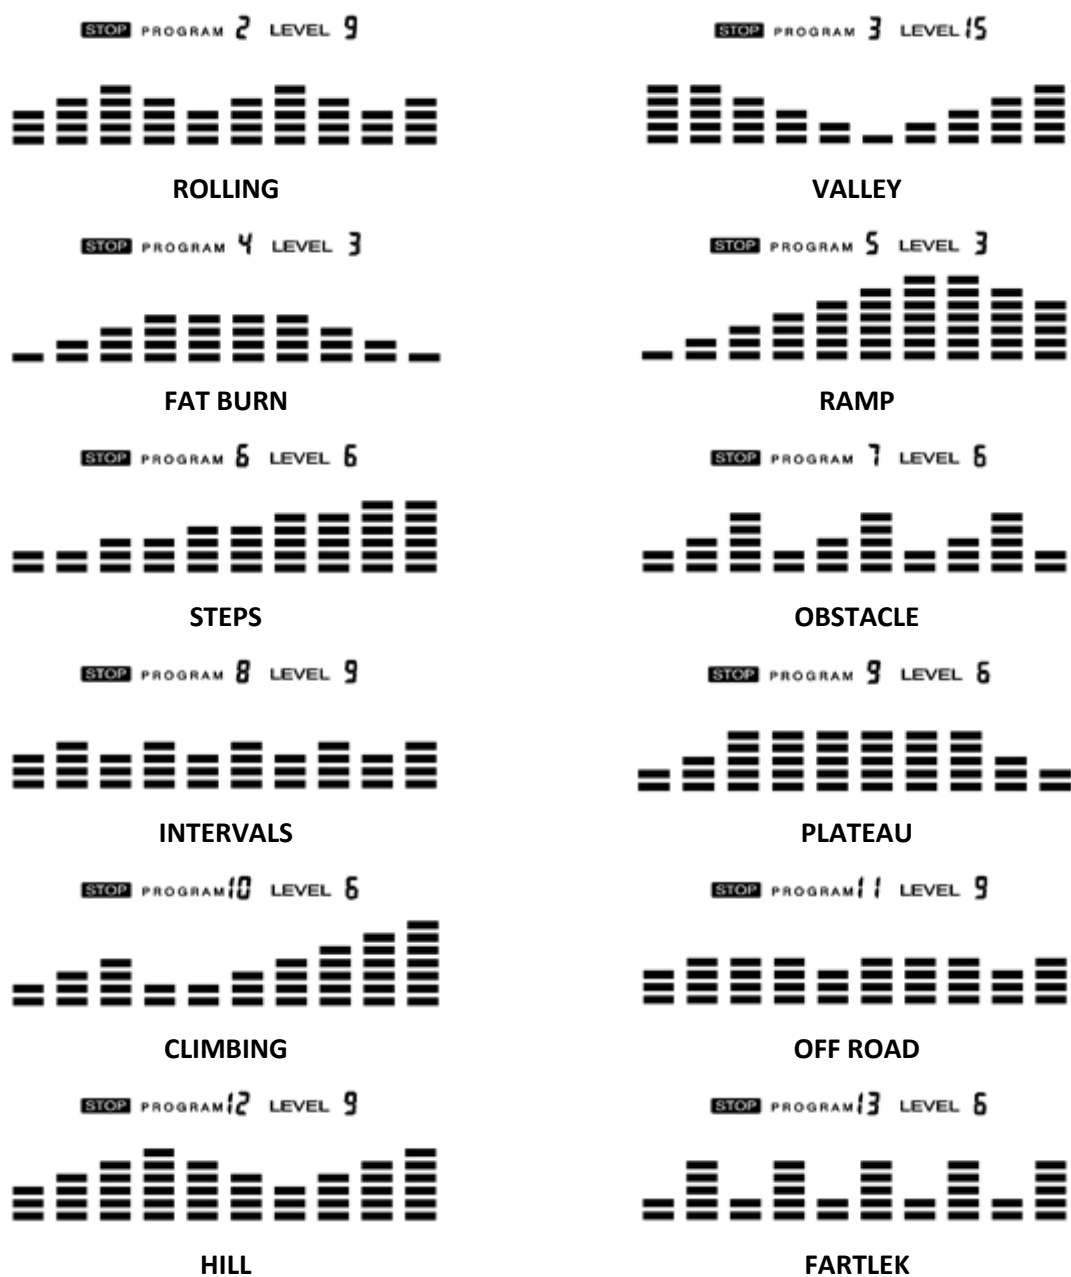 STOP PROGRAM 2 LEVEL 9
STOP PROGRAM 3 LEVEL 15
ROLLING
VALLEY
STOP PROGRAM 4 LEVEL 3
STOP PROGRAM 5 LEVEL 3
FAT BURN
RAMP
STOP PROGRAM 6 LEVEL 6
STOP PROGRAM 7 LEVEL 6
STEPS
OBSTACLE
STOP PROGRAM 8 LEVEL 9
STOP PROGRAM 9 LEVEL 6
INTERVALS
PLATEAU
STOP PROGRAM 10 LEVEL 6
STOP PROGRAM 11 LEVEL 9
CLIMBING
OFF ROAD
STOP PROGRAM 12 LEVEL 9
STOP PROGRAM 13 LEVEL 6
HILL
FARTLEK